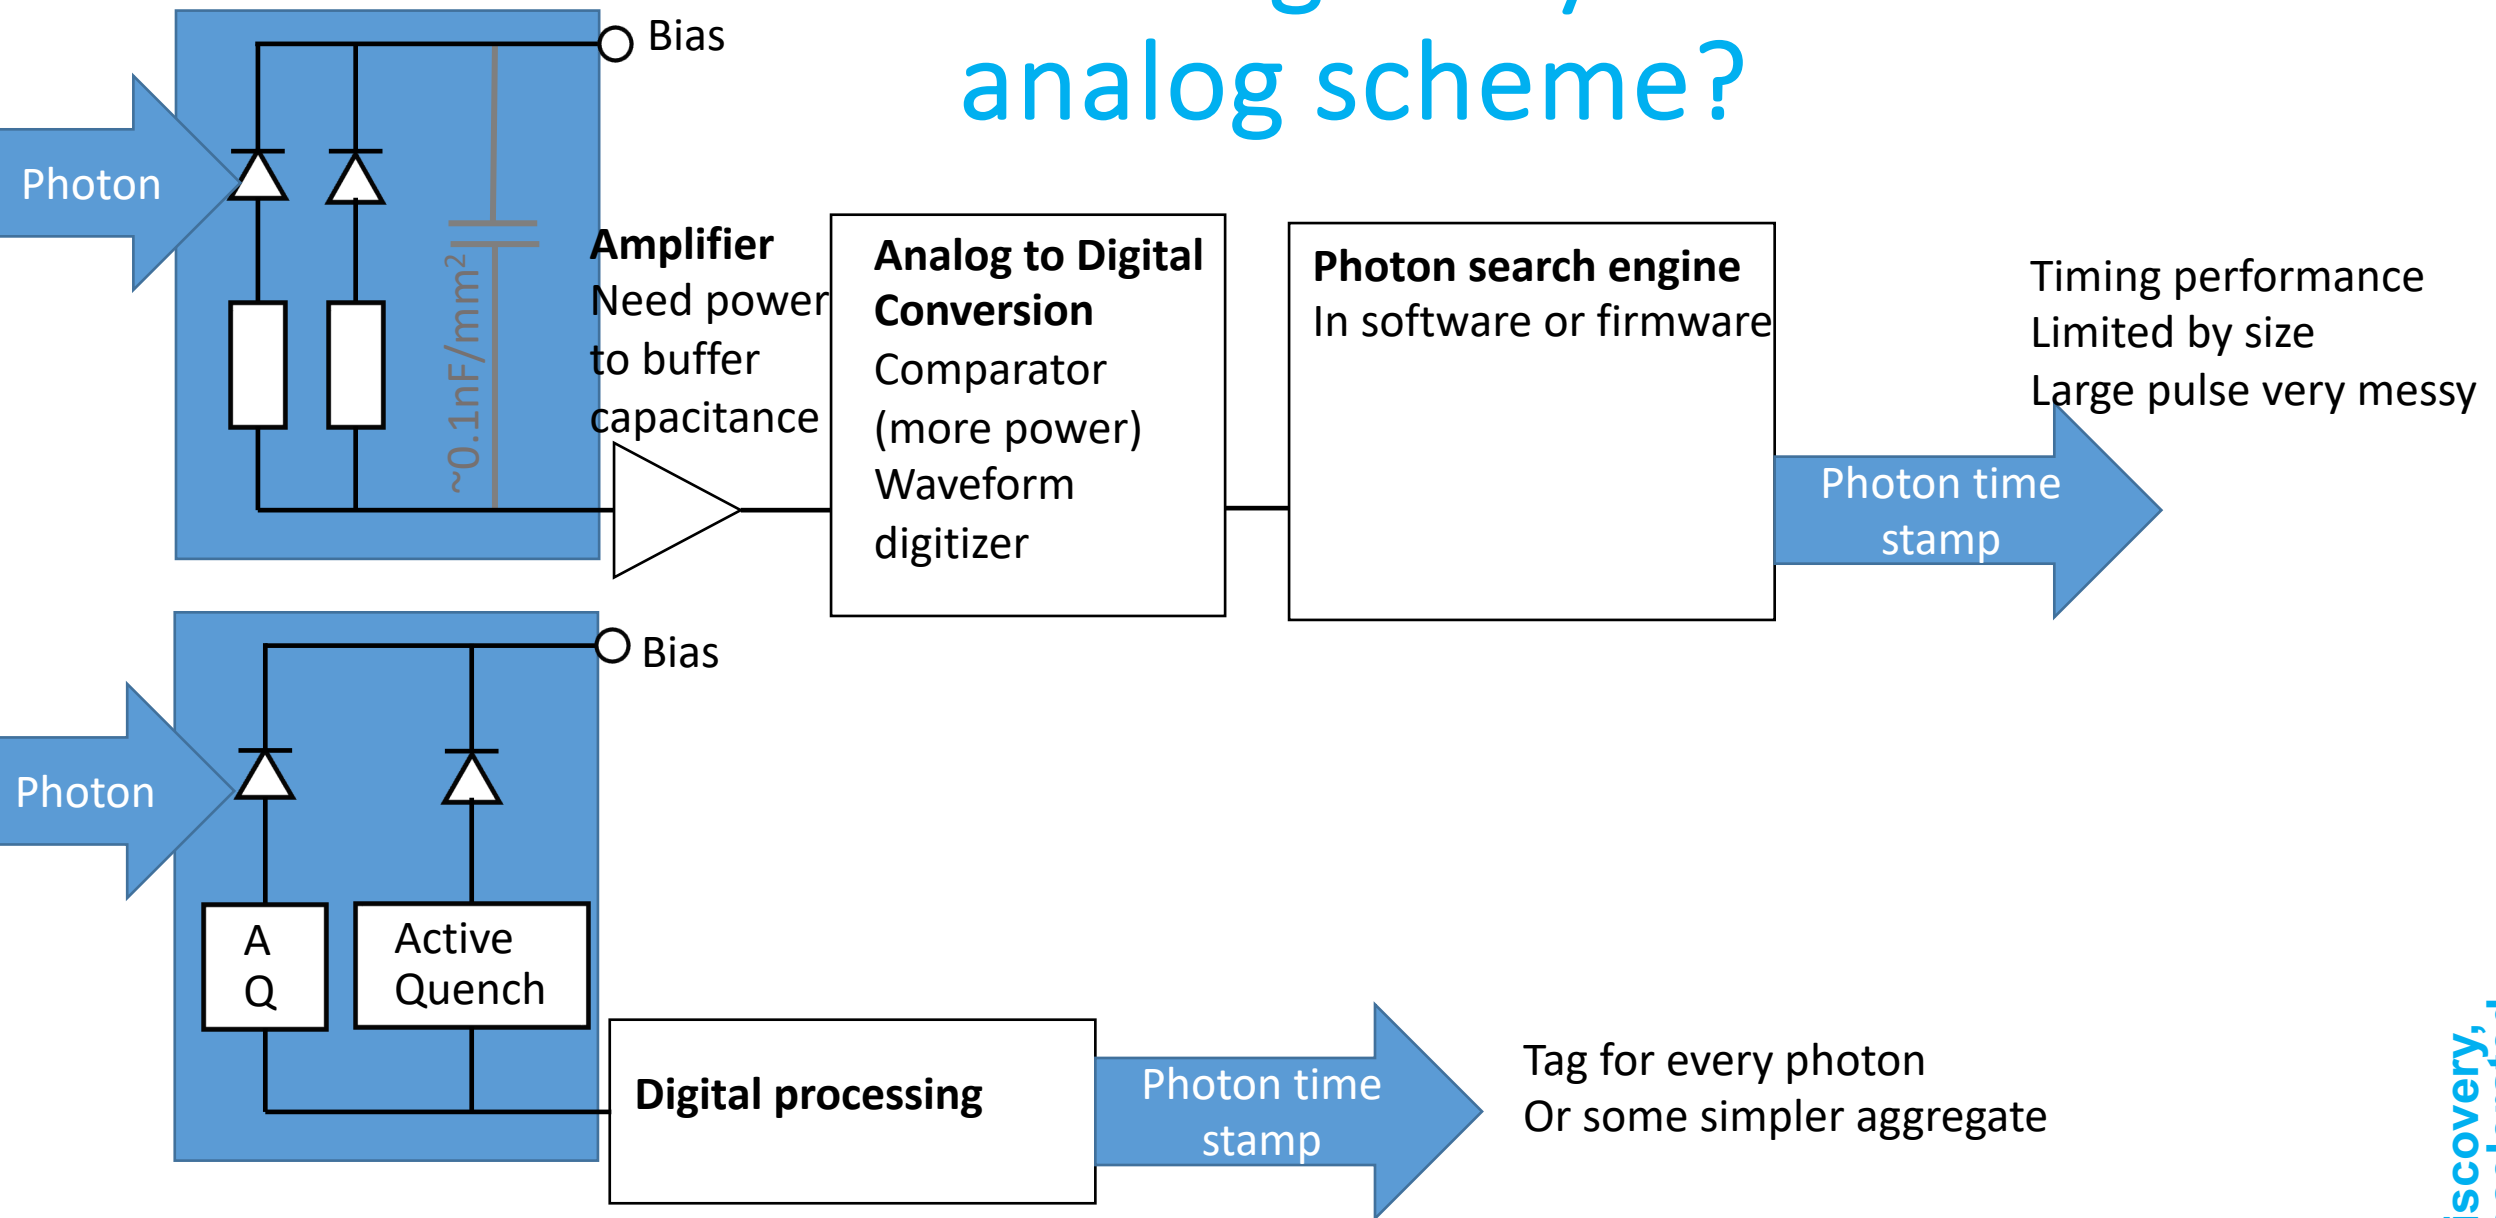 analog scheme?
Bias
Photon
~0.1nF/mm²
Amplifier
Need power
to buffer
capacitance
Analog to Digital
Conversion
Comparator
(more power)
Waveform
digitizer
Photon search engine
In software or firmware
Timing performance
Limited by size
Large pulse very messy
Photon time
stamp
Bias
Photon
A
Q
Active
Quench
Digital processing
Photon time
stamp
Tag for every photon
Or some simpler aggregate